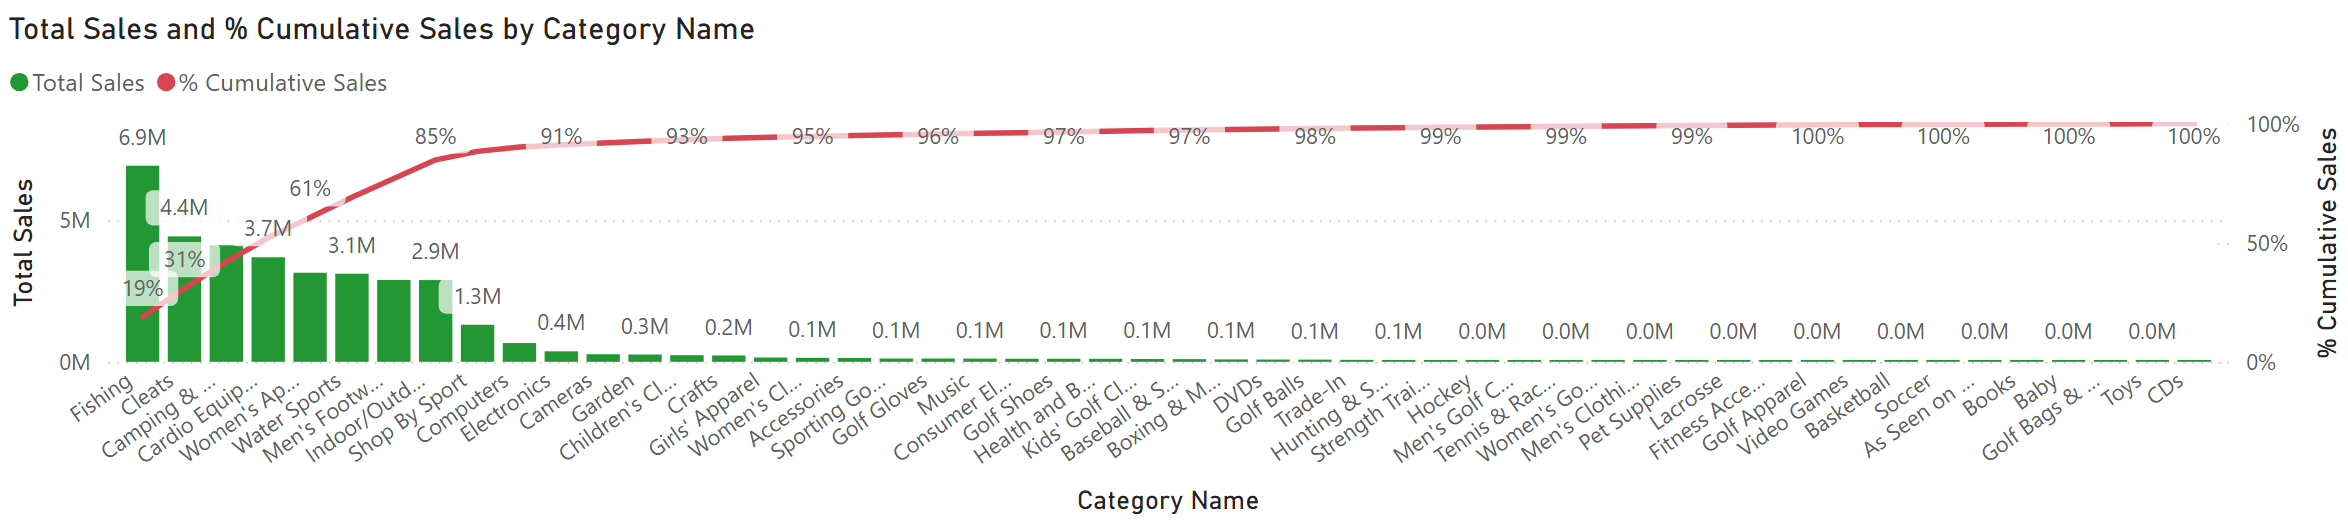 Total Sales and % Cumulative Sales by Category Name
Total Sales % Cumulative Sales
Total Sales
5M
0M
6.9M
4.4M
3.7M
3.1M
2.9M
1.3M
0.4M
0.3M
0.2M
0.1M
0.1M
0.1M
0.1M
0.1M
0.1M
0.1M
0.1M
0.0M
0.0M
0.0M
0.0M
0.0M
0.0M
0.0M
0.0M
0.0M
19%
31%
61%
85%
91%
93%
95%
96%
97%
97%
98%
99%
99%
99%
100%
100%
100%
100%
100%
50%
0%
% Cumulative Sales
Fishing
Cleats
Camping & ...
Cardio Equip...
Women's Ap...
Water Sports
Men's Footw...
Indoor/Outd...
Shop By Sport
Computers
Electronics
Cameras
Garden
Children's Cl...
Crafts
Girls' Apparel
Women's Cl...
Accessories
Sporting Go...
Golf Gloves
Music
Consumer El...
Golf Shoes
Health and B...
Kids' Golf Cl...
Baseball & S...
Boxing & M...
DVDs
Golf Balls
Trade-In
Hunting & S...
Strength Trai...
Hockey
Men's Golf C...
Tennis & Rac...
Women's Go...
Men's Clothi...
Pet Supplies
Lacrosse
Fitness Acce...
Golf Apparel
Video Games
Basketball
Soccer
As Seen on ...
Books
Baby
Golf Bags & ...
Toys
CDs
Category Name